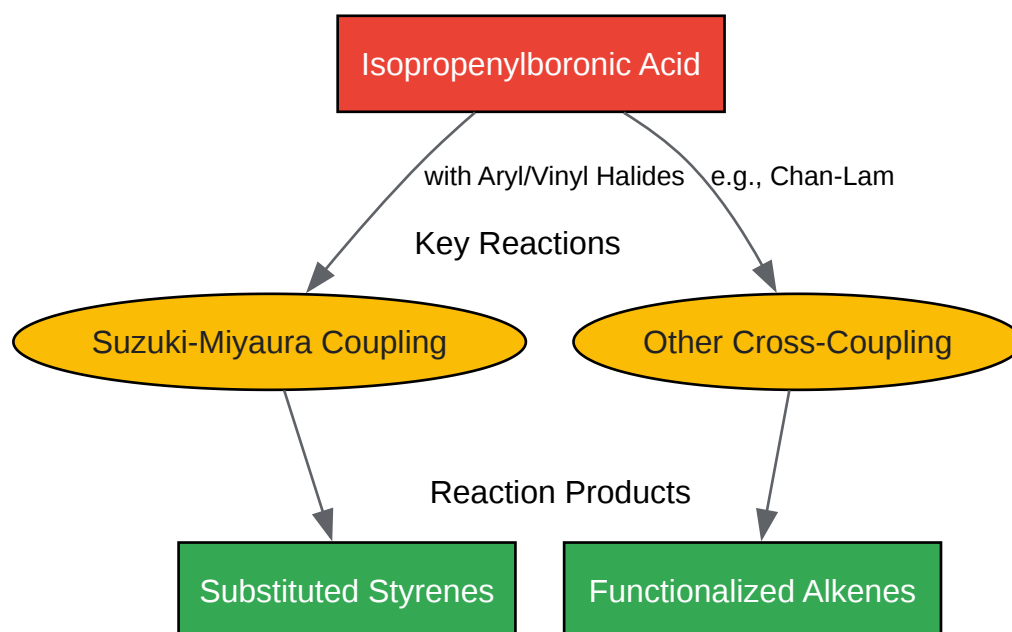 Isopropenylboronic Acid
with Aryl/Vinyl Halides
e.g., Chan-Lam
Key Reactions
Suzuki-Miyaura Coupling
Other Cross-Coupling
Reaction Products
Substituted Styrenes
Functionalized Alkenes